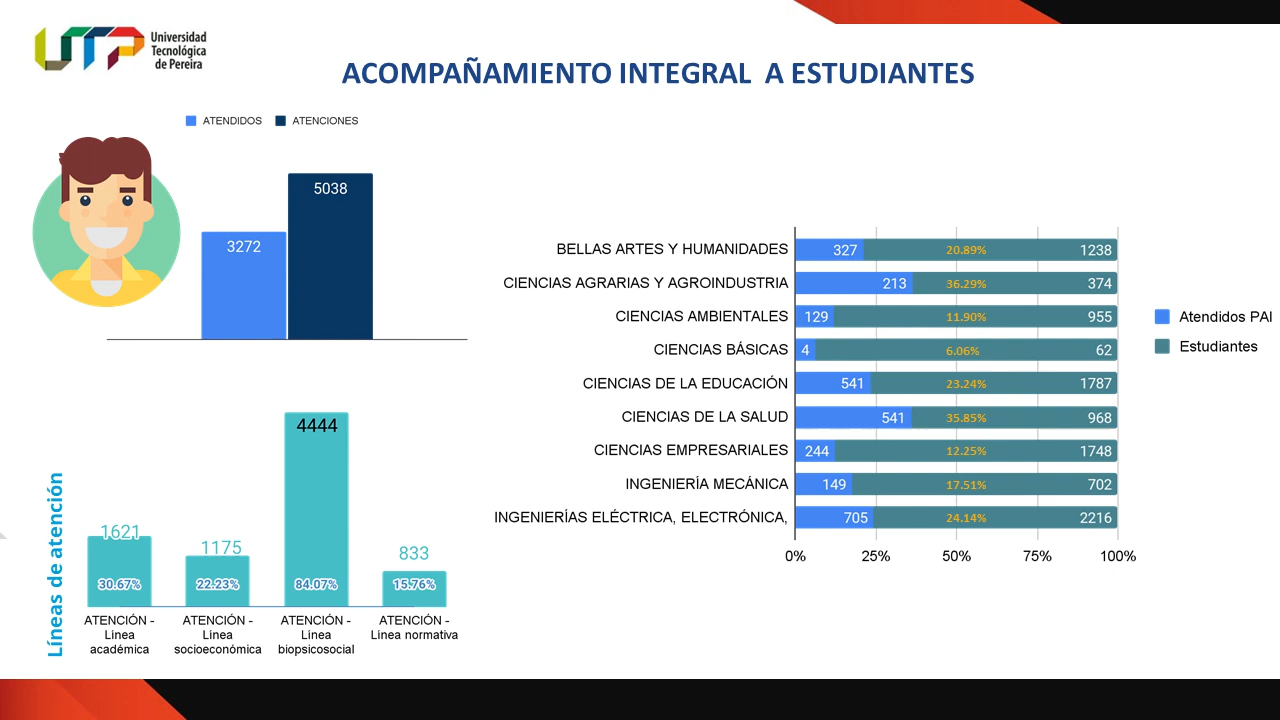 UTP
Universidad
Tecnológica
de Pereira
ACOMPAÑAMIENTO INTEGRAL A ESTUDIANTES
ATENDIDOS ATENCIONES
3272
5038
BELLAS ARTES Y HUMANIDADES 327 20.89% 1238
CIENCIAS AGRARIAS Y AGROINDUSTRIA 213 36.29% 374
CIENCIAS AMBIENTALES 129 11.90% 955
CIENCIAS BÁSICAS 4 6.06% 62
CIENCIAS DE LA EDUCACIÓN 541 23.24% 1787
CIENCIAS DE LA SALUD 541 35.85% 968
CIENCIAS EMPRESARIALES 244 12.25% 1748
INGENIERÍA MECÁNICA 149 17.51% 702
INGENIERÍAS ELÉCTRICA, ELECTRÓNICA, 705 24.14% 2216
0% 25% 50% 75% 100%
Atendidos PAI
Estudiantes
Líneas de atención
1621 1175 4444 833
30.67% 22.23% 84.07% 15.76%
ATENCIÓN -
Linea
académica
ATENCIÓN -
Linea
socioeconómica
ATENCIÓN -
Linea
biopsicosocial
ATENCIÓN -
Linea normativa